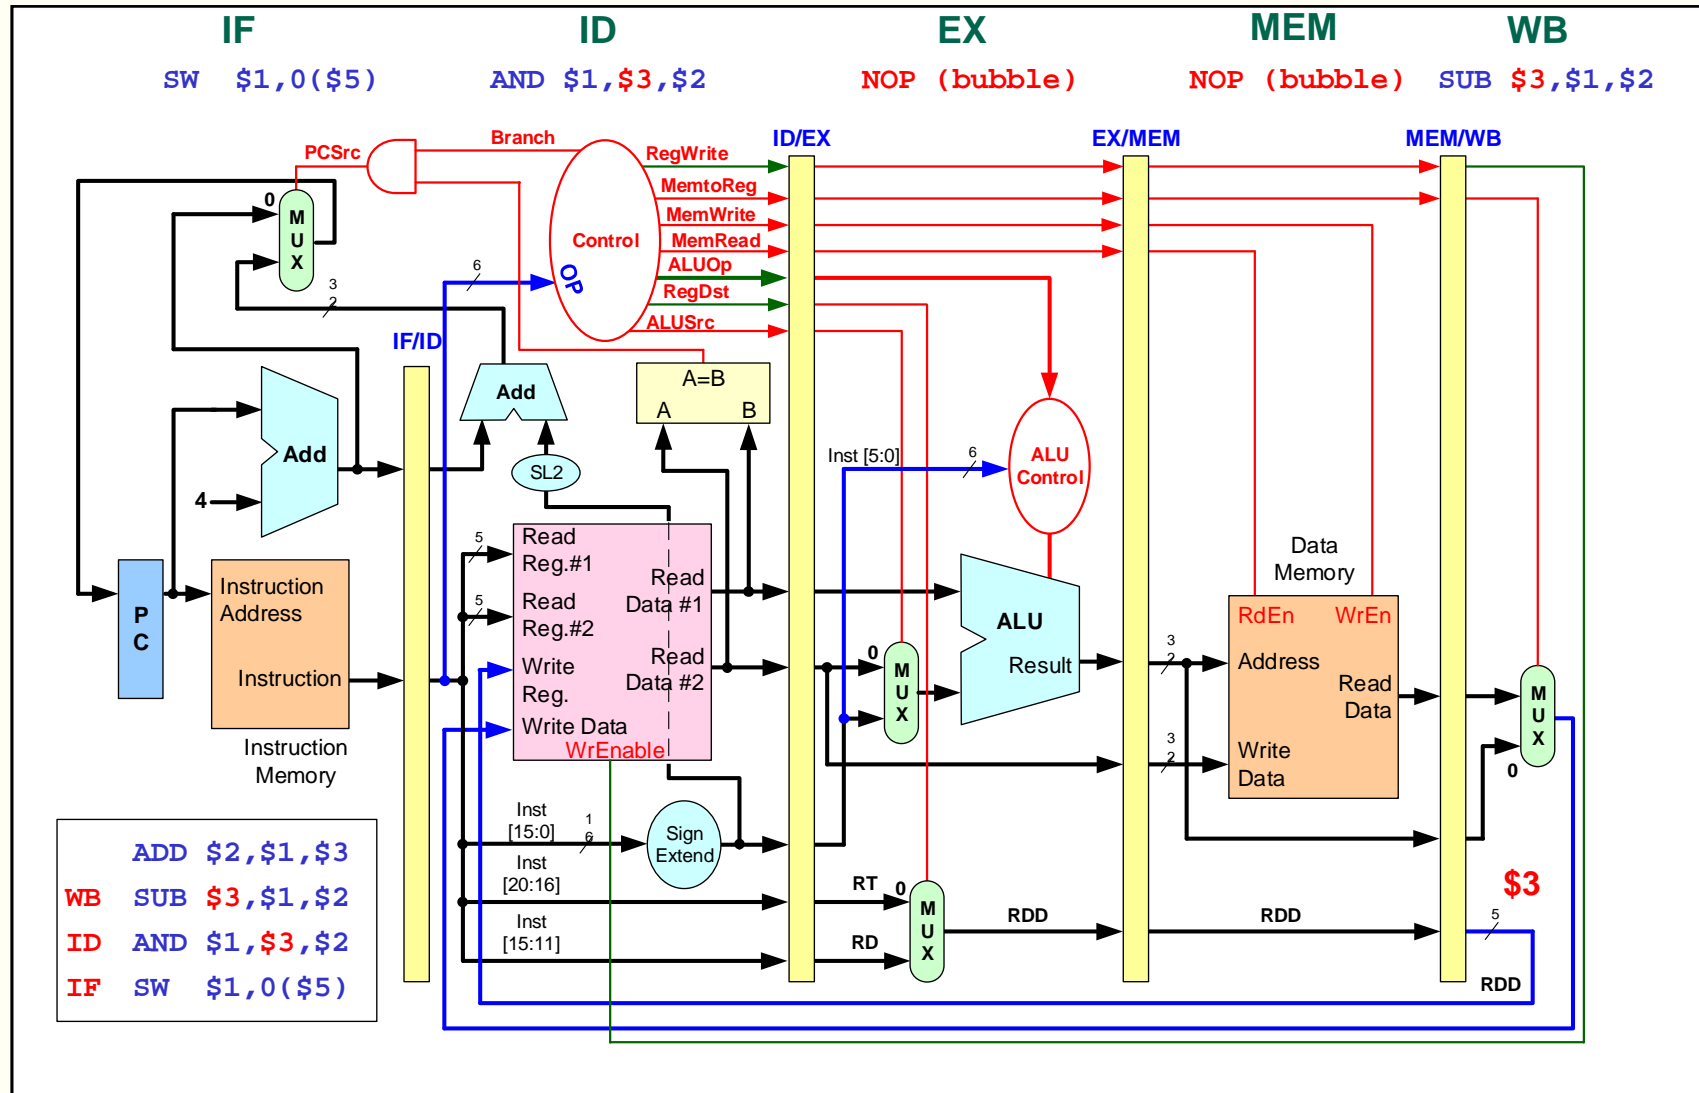 IF ID EX MEM WB
SW $1,0($5) AND $1,$3,$2 NOP (bubble) NOP (bubble) SUB $3,$1,$2
ID/EX EX/MEM MEM/WB
Branch
PCSrc
RegWrite
MemtoReg
MemWrite
MemRead
ALUOp
RegDst
ALUSrc
Control
OP
6
0
M
U
X
3
2
IF/ID
Add
4
Add
SL2
A=B
A B
Inst [5:0]
6
ALU
Control
P
C
Instruction
Address
Instruction
Instruction
Memory
5
Read
Reg.#1
5
Read
Reg.#2
Write
Reg.
Write Data
WrEnable
Read
Data #1
Read
Data #2
0
M
U
X
ALU
Result
3
2
3
2
Data
Memory
RdEn WrEn
Address
Read
Data
Write
Data
M
U
X
0
Inst
[15:0]
1
6
Sign
Extend
Inst
[20:16]
Inst
[15:11]
RT
0
RD
M
U
X
RDD
RDD
$3
5
RDD
ADD $2,$1,$3
WB SUB $3,$1,$2
ID AND $1,$3,$2
IF SW $1,0($5)